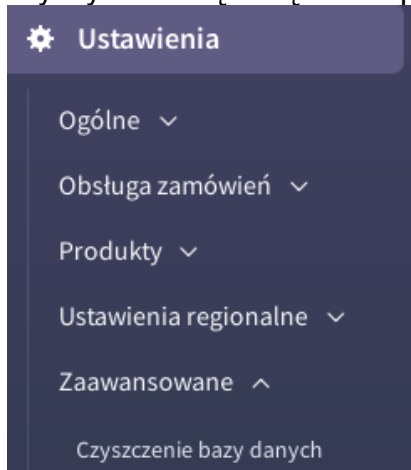 Ustawienia
Ogólne
Obsługa zamówień
Produkty
Ustawienia regionalne
Zaawansowane
Czyszczenie bazy danych